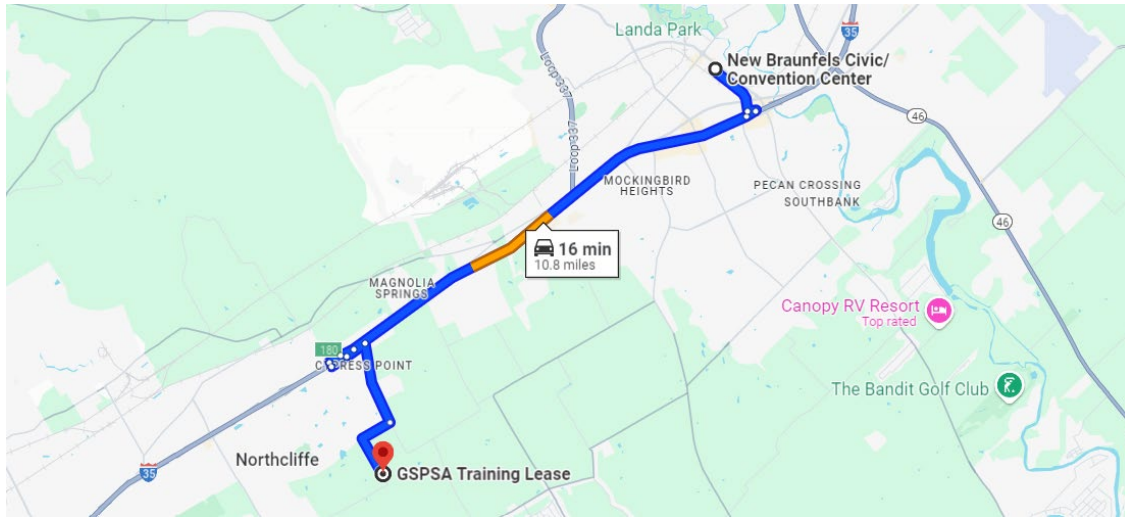 Landa Park
35
New Braunfels Civic/
Convention Center
Loop 337
Loop 337
46
MOCKINGBIRD
HEIGHTS
PECAN CROSSING
SOUTHBANK
46
16 min
10.8 miles
MAGNOLIA
SPRINGS
Canopy RV Resort
Top rated
180
CYPRESS POINT
The Bandit Golf Club
Northcliffe
35
GSPSA Training Lease